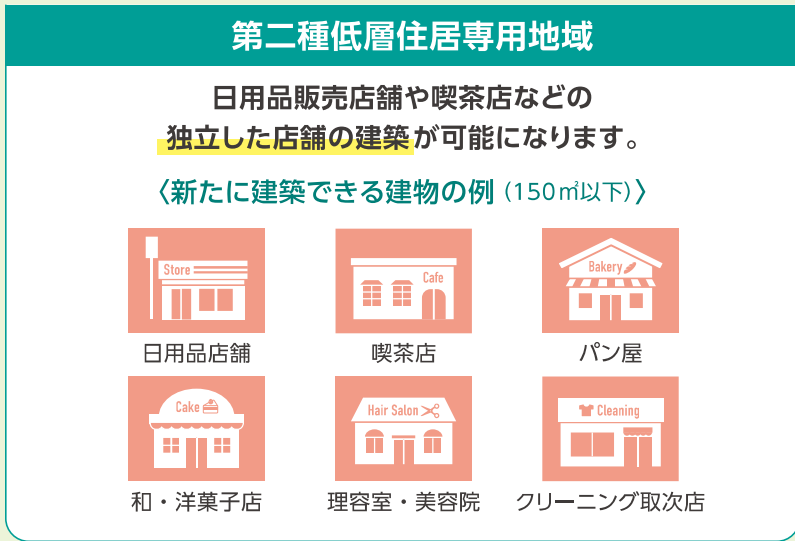 第二種低層住居専用地域
日用品販売店舗や喫茶店などの
独立した店舗の建築が可能になります。
〈新たに建築できる建物の例（150㎡以下）〉
Store
Cafe
Bakery
日用品店舗
喫茶店
パン屋
Cake
Hair Salon
Cleaning
和・洋菓子店
理容室・美容院
クリーニング取次店